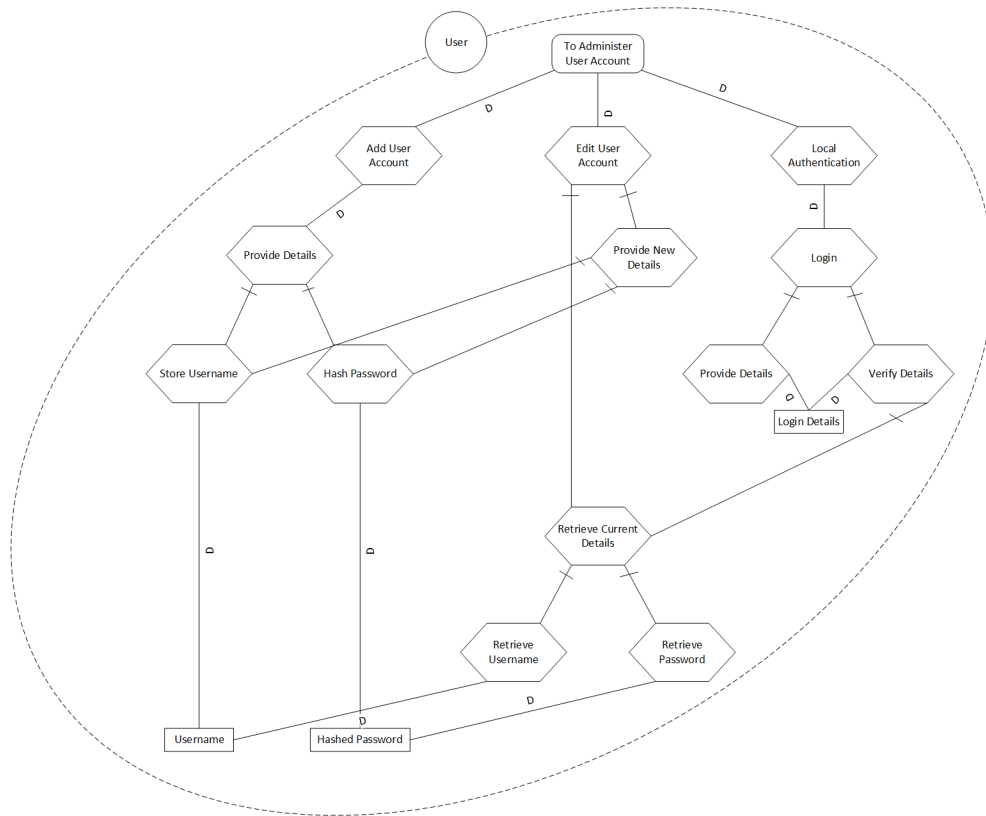 User
To Administer
User Account
D
D
D
Add User
Account
Edit User
Account
Local
Authentication
D
D
Provide Details
Provide New
Details
Login
Store Username
Hash Password
Provide Details
Verify Details
D
D
Login Details
Retrieve Current
Details
D
D
Retrieve
Username
Retrieve
Password
D
D
Username
Hashed Password